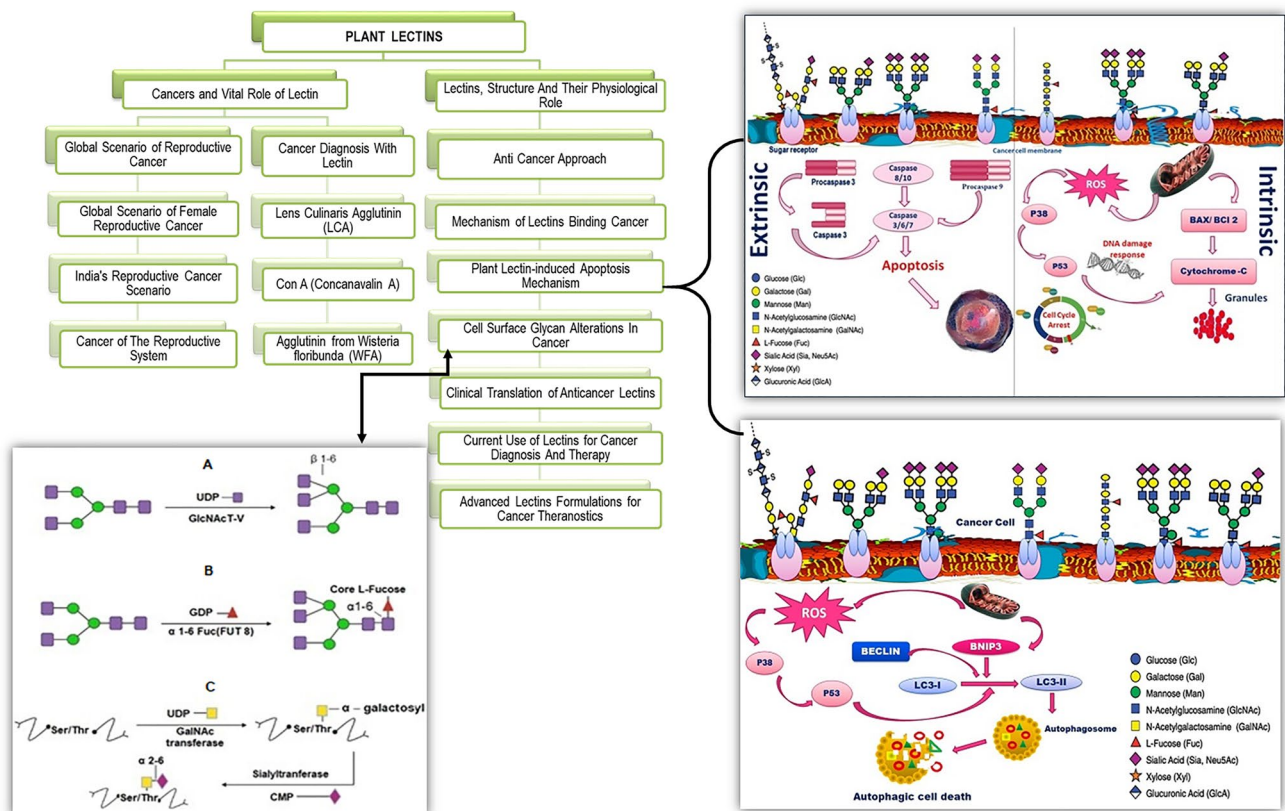 PLANT LECTINS
Cancers and Vital Role of Lectin
Global Scenario of Reproductive
Cancer
Global Scenario of Female
Reproductive Cancer
India's Reproductive Cancer
Scenario
Cancer of The Reproductive
System
Cancer Diagnosis With
Lectin
Lens Culinaris Agglutinin
(LCA)
Con A (Concanavalin A)
Agglutinin from Wisteria
floribunda (WFA)
Lectins, Structure And Their Physiological
Role
Anti Cancer Approach
Mechanism of Lectins Binding Cancer
Plant Lectin-induced Apoptosis
Mechanism
Cell Surface Glycan Alterations In
Cancer
Clinical Translation of Anticancer Lectins
Current Use of Lectins for Cancer
Diagnosis And Therapy
Advanced Lectins Formulations for
Cancer Theranostics
S
S
S
S
Sugar receptor
Cancer cell membrane
Extrinsic
Procaspase 3
Caspase 3
Caspase
8/10
Caspase
3/6/7
Procaspase 9
Apoptosis
Glucose (Glc)
Galactose (Gal)
Mannose (Man)
N-Acetylglucosamine (GlcNAc)
N-Acetylgalactosamine (GalNAc)
L-Fucose (Fuc)
Sialic Acid (Sia, Neu5Ac)
Xylose (Xyl)
Glucuronic Acid (GlcA)
Intrinsic
ROS
P38
P53
DNA damage
response
BAX/ BCl 2
Cytochrome-C
Granules
Cell Cycle
Arrest
A
β 1-6
UDP
GlcNAcT-V
B
Core L-Fucose
α1-6
GDP
α 1-6 Fuc(FUT 8)
C
Ser/Thr
UDP
GalNAc
transferase
α – galactosyl
Ser/Thr
α 2-6
Ser/Thr
Sialyltranferase
CMP
S
S
S
S
Cancer Cell
ROS
P38
P53
BECLIN
BNIP3
LC3-I
LC3-II
Autophagosome
Autophagic cell death
Glucose (Glc)
Galactose (Gal)
Mannose (Man)
N-Acetylglucosamine (GlcNAc)
N-Acetylgalactosamine (GalNAc)
L-Fucose (Fuc)
Sialic Acid (Sia, Neu5Ac)
Xylose (Xyl)
Glucuronic Acid (GlcA)